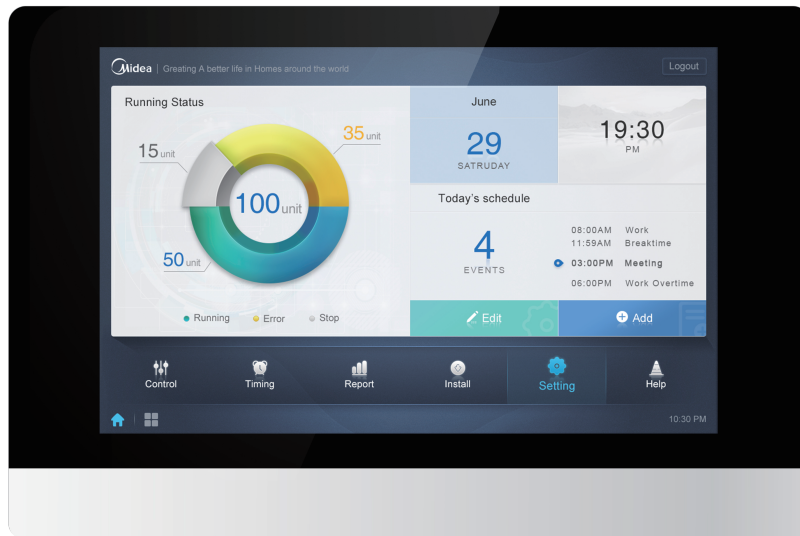 Midea | Greating A better life in Homes around the world
Logout
Running Status
35 unit
15 unit
100 unit
50 unit
Running
Error
Stop
June
29
SATRUDAY
19:30
PM
Today's schedule
4
EVENTS
08:00AM Work
11:59AM Breaktime
03:00PM Meeting
06:00PM Work Overtime
Edit
Add
Control
Timing
Report
Install
Setting
Help
10:30 PM